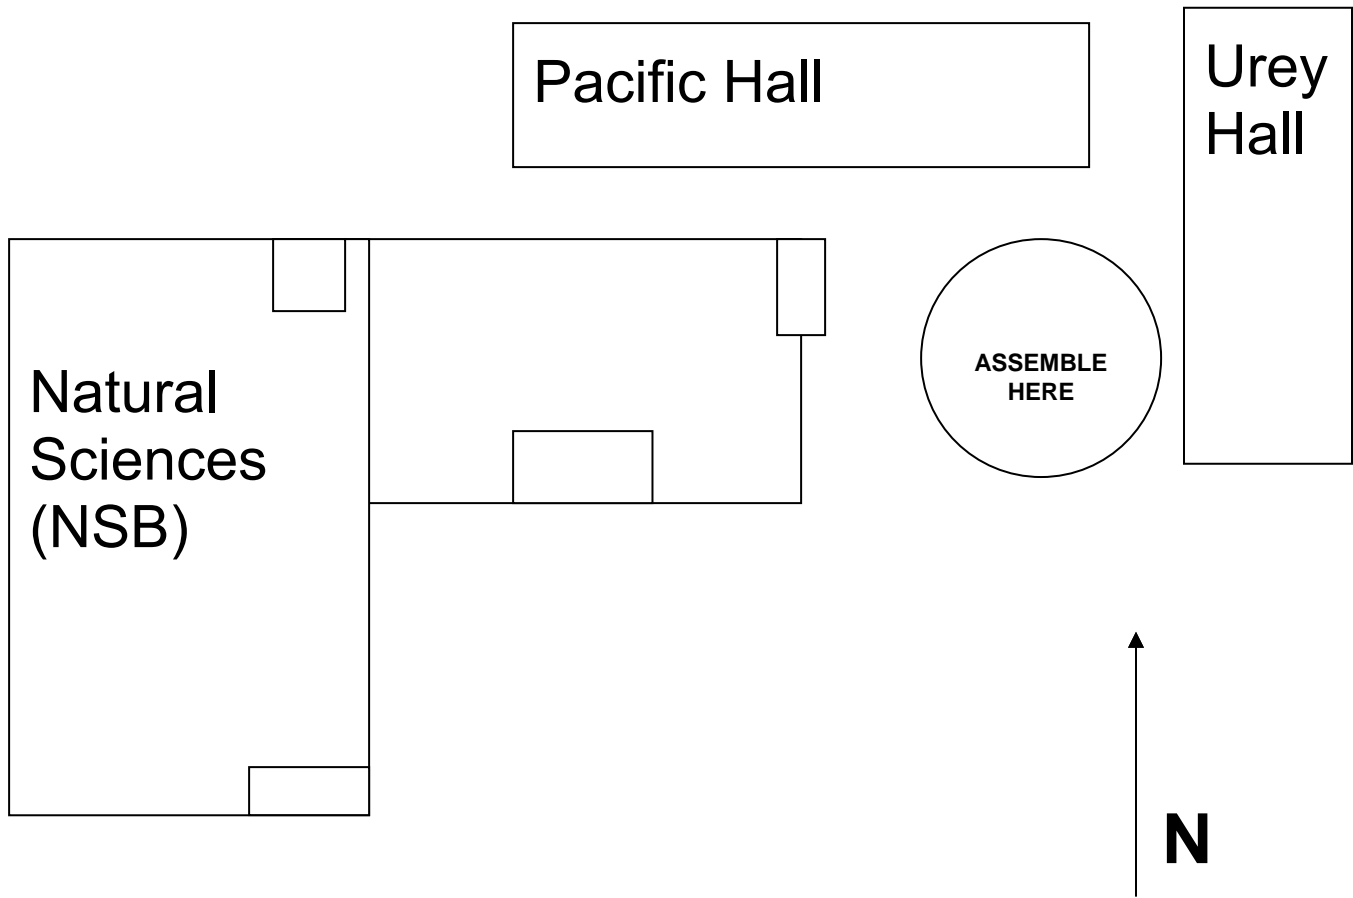 Pacific Hall
Urey
Hall
ASSEMBLE
HERE
Natural
Sciences
(NSB)
N